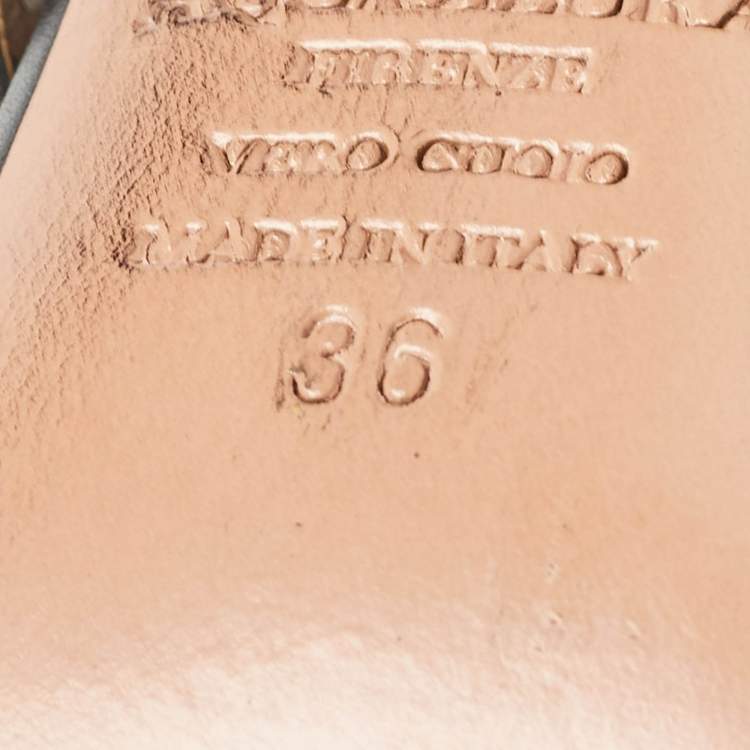 FIRENZE
VERO CUOIO
MADE IN ITALY
36